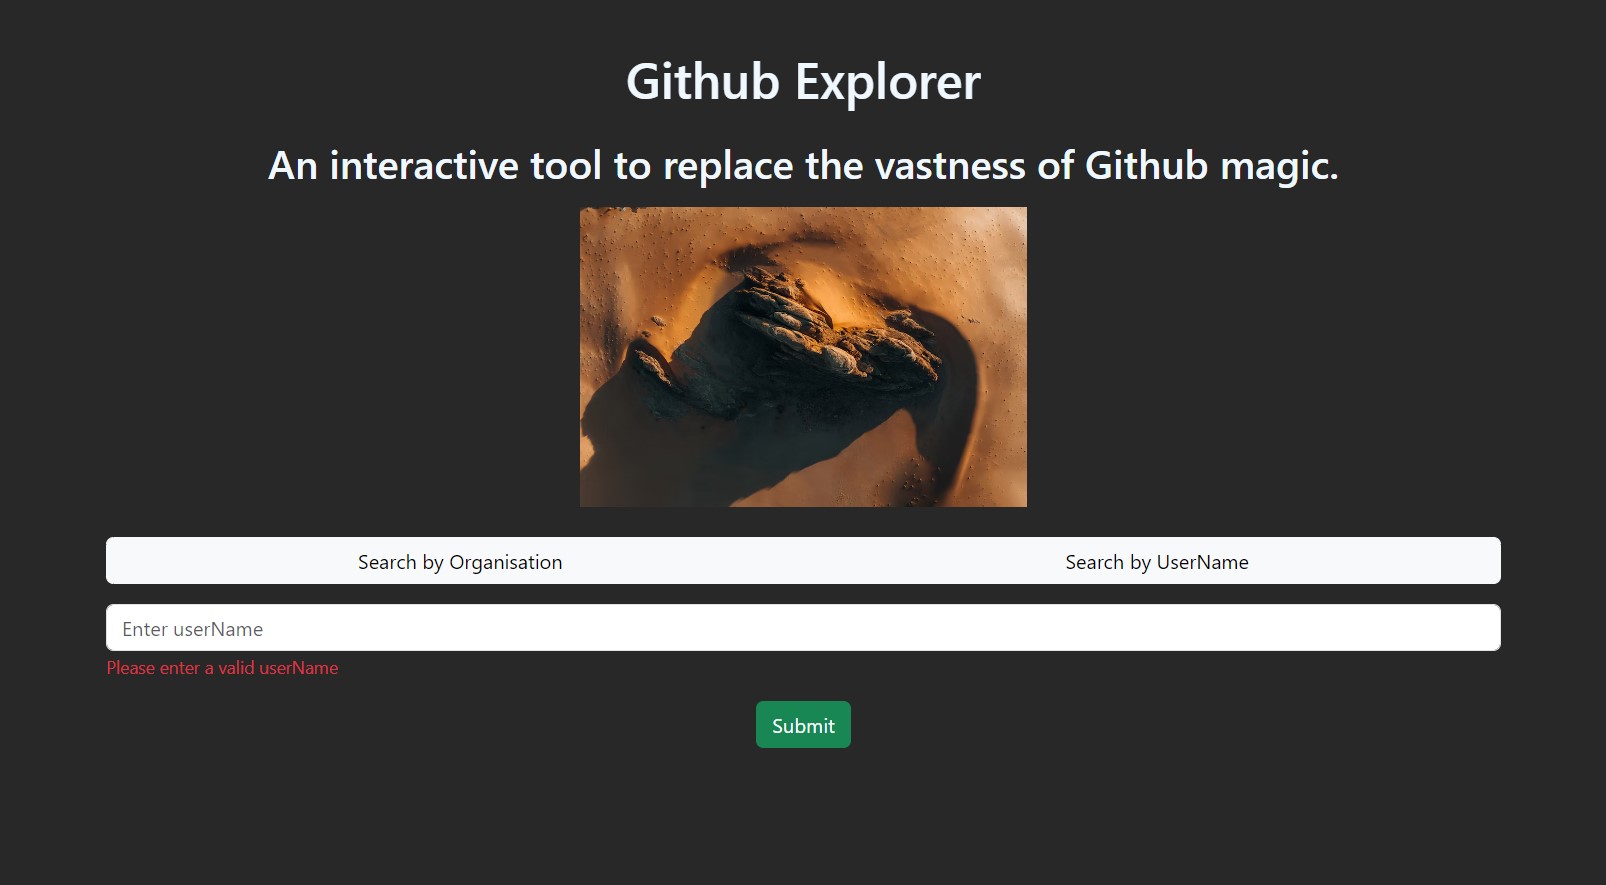 Github Explorer
An interactive tool to replace the vastness of Github magic.
Search by Organisation
Search by UserName
Enter userName
Please enter a valid userName
Submit